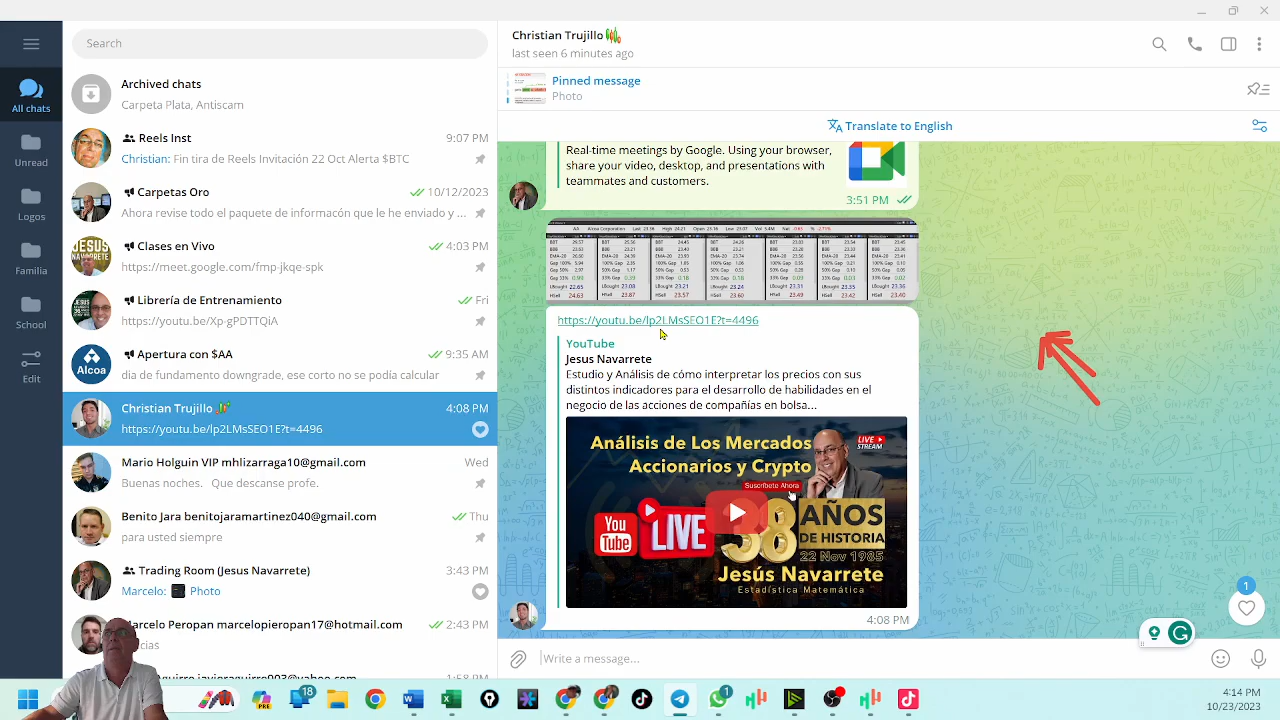 Search
All chats
Unread
Logos
Familia
School
Edit
Archived chats
Carpeta-Plata, Antiscam
Reels Inst
9:07 PM
Christian: Fin tira de Reels Invitación 22 Oct Alerta $BTC
Carpetas Oro
10/12/2023
Ahora revise todo el paquete de informacón que le he enviado y ...
Clases en Vivo
4:03 PM
meet.google.com/fmp-jkqe-spk
Librería de Entrenamiento
Fri
https://youtu.be/Xp-gPDTTQiA
Apertura con $AA
9:35 AM
dia de fundamento downgrade, ese corto no se podía calcular
Alcoa
Christian Trujillo
4:08 PM
https://youtu.be/lp2LMsSEO1E?t=4496
Mario Holguin VIP mhlizarraga10@gmail.com
Wed
Buenas noches. Que descanse profe.
Benito Jara benitojaramartinez040@gmail.com
Thu
para usted siempre
Trading Room (Jesus Navarrete)
3:43 PM
Marcelo: Photo
Marcelo Peropan marcelopieropan17@hotmail.com
2:43 PM
Christian Trujillo
last seen 6 minutes ago
Pinned message
Photo
Translate to English
Real-time meetings by Google. Using your browser,
share your video, desktop, and presentations with
teammates and customers.
3:51 PM
https://youtu.be/lp2LMsSEO1E?t=4496
YouTube
Jesus Navarrete
Estudio y Análisis de cómo interpretar los precios con sus
distintos indicadores para el desarrollo de habilidades en el
negocio de las acciones de compañías en bolsa...
Análisis de Los Mercados
Accionarios y Crypto
LIVE
STREAM
Suscríbete Ahora
You
Tube
LIVE
38 AÑOS
DE HISTORIA
22 Nov 1985
Jesús Navarrete
Estadística Matemática
4:08 PM
1
Write a message...
18
1
10/23/2023